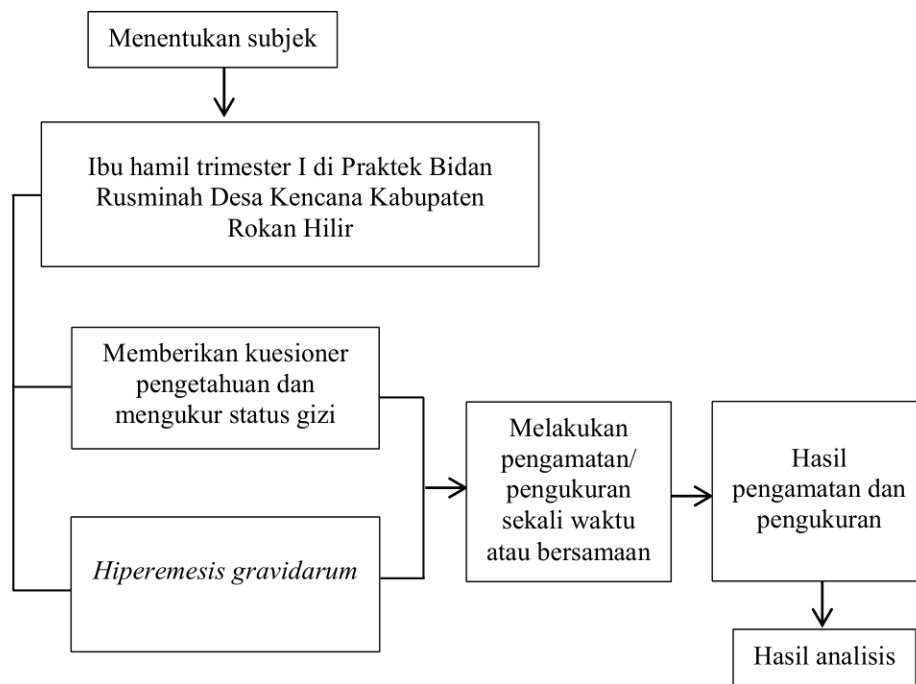 Menentukan subjek
Ibu hamil trimester I di Praktek Bidan
Rusminah Desa Kencana Kabupaten
Rokan Hilir
Memberikan kuesioner
pengetahuan dan
mengukur status gizi
Hiperemesis gravidarum
Melakukan
pengamatan/
pengukuran
sekali waktu
atau bersamaan
Hasil
pengamatan dan
pengukuran
Hasil analisis